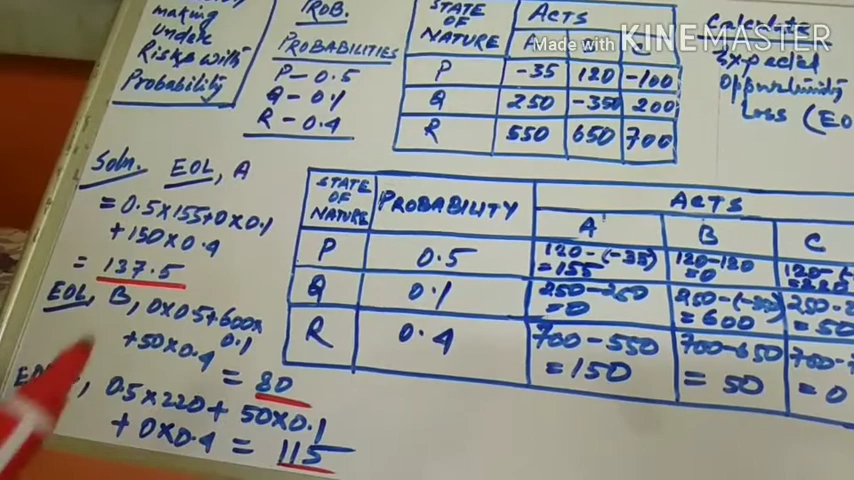 making
Under
Risks with
Probability
PROB.
PROBABILITIES
P-0.5
Q-0.1
R-0.4
STATE OF NATURE ACTS
P -35 120 -100
Q 250 -350 200
R 550 650 700
Made with KINEMASTER
Calculate
Expected
Opportunity
Loss (EO
Soln. EOL, A
=0.5x155+0x0.1
+150x0.4
= 137.5
EOL, B, 0x0.5+600x
0.1
+50x0.4
= 80
0.5x220+ 50x0.1
+ 0x0.4 = 115
STATE OF NATURE PROBABILITY ACTS
A B C
P 0.5 120-(-35) =155 120-120 =0
Q 0.1 250-250 =0 250-(-350) =600 =50
R 0.4 700-550 =150 700-650 =50 =0